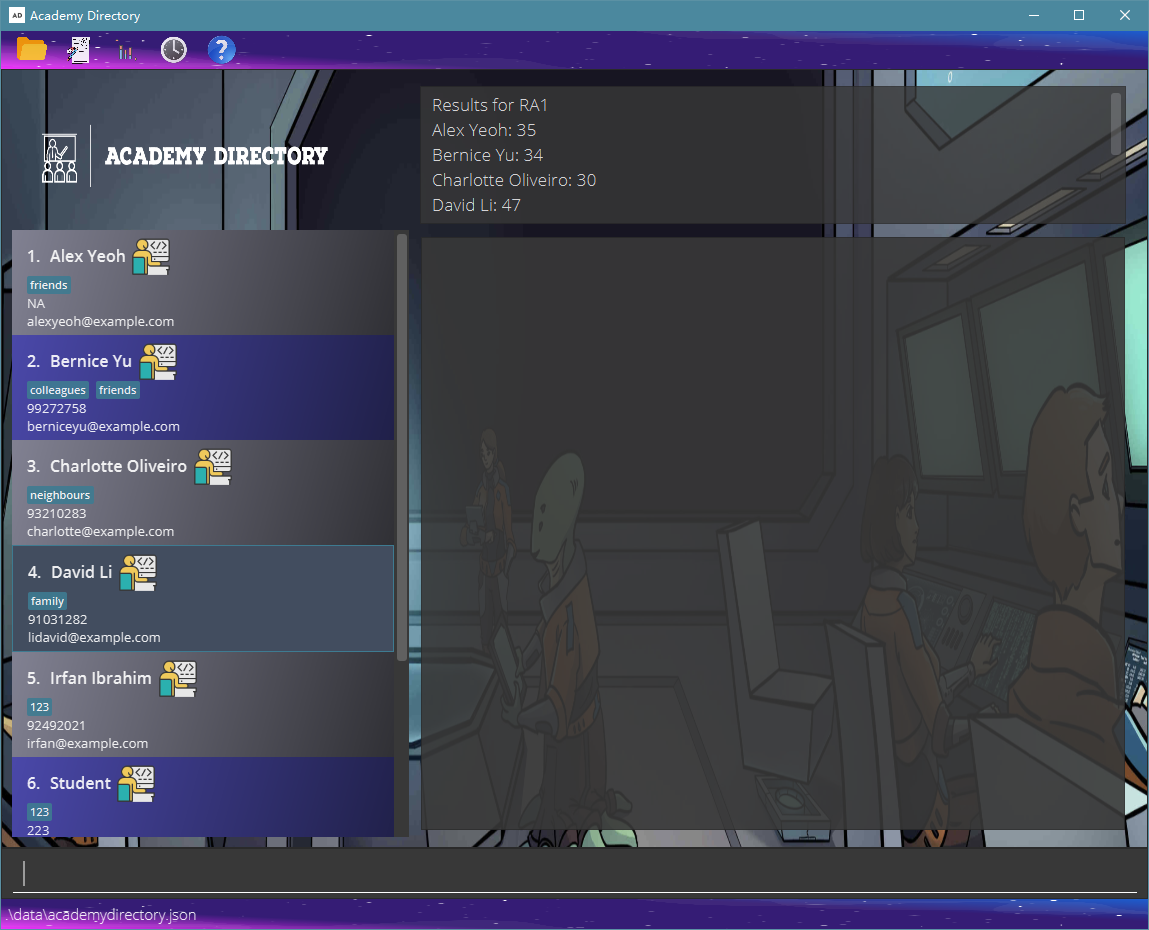 AD Academy Directory
ACADEMY DIRECTORY
Results for RA1
Alex Yeoh: 35
Bernice Yu: 34
Charlotte Oliveiro: 30
David Li: 47
1. Alex Yeoh
friends
NA
alexyeoh@example.com
2. Bernice Yu
colleagues friends
99272758
berniceyu@example.com
3. Charlotte Oliveiro
neighbours
93210283
charlotte@example.com
4. David Li
family
91031282
lidavid@example.com
5. Irfan Ibrahim
123
92492021
irfan@example.com
6. Student
123
223
.\data\academydirectory.json